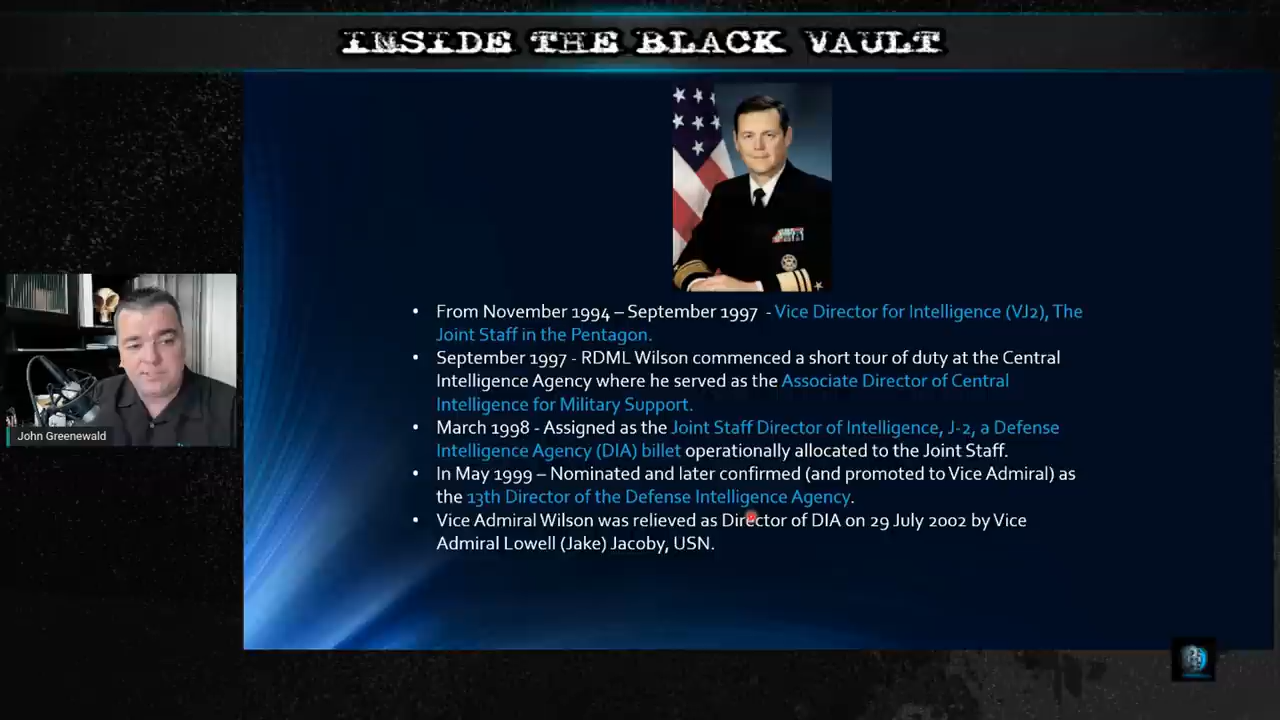 INSIDE THE BLACK VAULT
• From November 1994 – September 1997 - Vice Director for Intelligence (VJ2), The
Joint Staff in the Pentagon.
• September 1997 - RDML Wilson commenced a short tour of duty at the Central
Intelligence Agency where he served as the Associate Director of Central
Intelligence for Military Support.
• March 1998 - Assigned as the Joint Staff Director of Intelligence, J-2, a Defense
Intelligence Agency (DIA) billet operationally allocated to the Joint Staff.
• In May 1999 – Nominated and later confirmed (and promoted to Vice Admiral) as
the 13th Director of the Defense Intelligence Agency.
• Vice Admiral Wilson was relieved as Director of DIA on 29 July 2002 by Vice
Admiral Lowell (Jake) Jacoby, USN.
John Greenewald